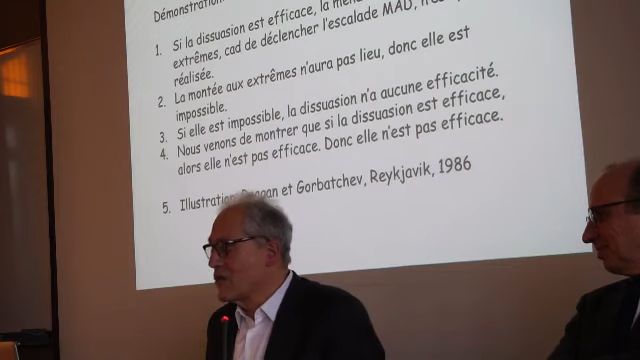 Démonstration
1. Si la dissuasion est efficace, la
extrêmes, cad de déclencher l'escalade MAD,
réalisée.
2. La montée aux extrêmes n'aura pas lieu, donc elle est
impossible.
3. Si elle est impossible, la dissuasion n'a aucune efficacité.
4. Nous venons de montrer que si la dissuasion est efficace,
alors elle n'est pas efficace. Donc elle n'est pas efficace.
5. Illustration et Gorbatchev, Reykjavik, 1986